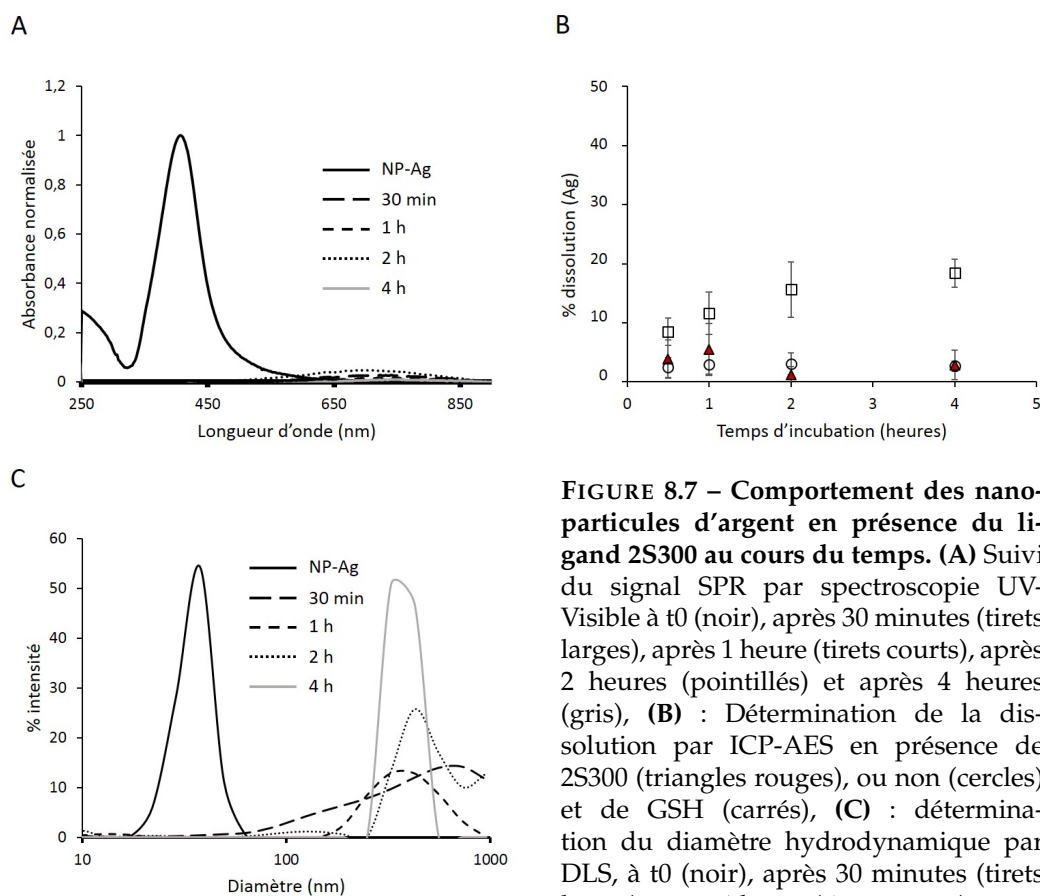 A
1,2
1
0,8
0,6
0,4
0,2
0
250
450
650
850
Absorbance normalisée
Longueur d'onde (nm)
NP-Ag
30 min
1 h
2 h
4 h
B
50
40
30
20
10
0
0
1
2
3
4
5
% dissolution (Ag)
Temps d'incubation (heures)
C
60
50
40
30
20
10
0
10
100
1000
% intensité
Diamètre (nm)
NP-Ag
30 min
1 h
2 h
4 h
FIGURE 8.7 – Comportement des nano-
particules d'argent en présence du li-
gand 2S300 au cours du temps. (A) Suivi
du signal SPR par spectroscopie UV-
Visible à t0 (noir), après 30 minutes (tirets
larges), après 1 heure (tirets courts), après
2 heures (pointillés) et après 4 heures
(gris), (B) : Détermination de la dis-
solution par ICP-AES en présence de
2S300 (triangles rouges), ou non (cercles)
et de GSH (carrés), (C) : détermina-
tion du diamètre hydrodynamique par
DLS, à t0 (noir), après 30 minutes (tirets